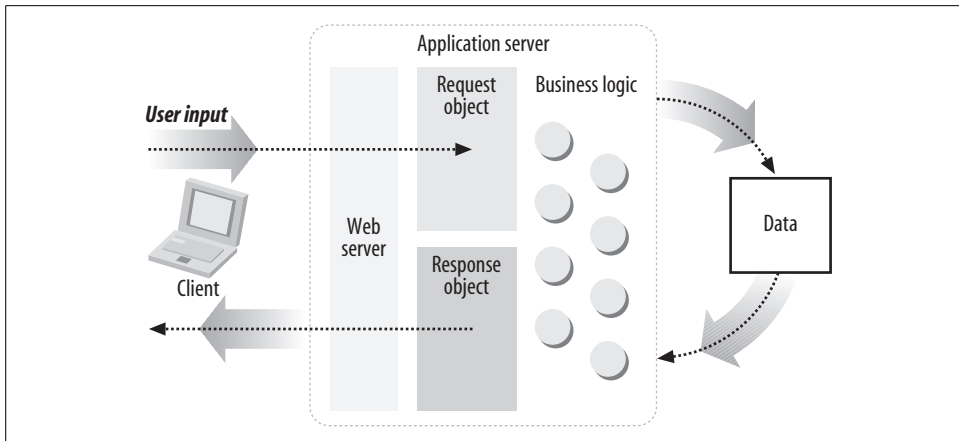 Application server
Request
object
Business logic
User input
Web
server
Data
Response
object
Client